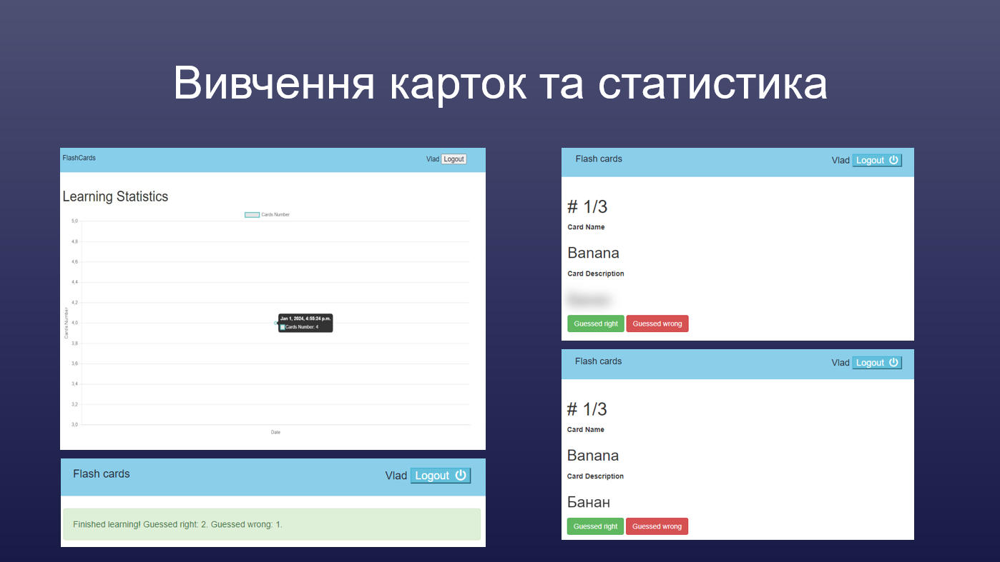 Вивчення карток та статистика
FlashCards
Vlad Logout
Learning Statistics
Cards Number
5,0
4,8
4,6
4,4
4,2
4,0
3,8
3,6
3,4
3,2
3,0
Cards Number
Jan 1, 2024, 4:55:24 p.m.
Cards Number: 4
Date
Flash cards
Vlad Logout
Finished learning! Guessed right: 2. Guessed wrong: 1.
Flash cards
Vlad Logout
# 1/3
Card Name
Banana
Card Description
Guessed right Guessed wrong
Flash cards
Vlad Logout
# 1/3
Card Name
Banana
Card Description
Банан
Guessed right Guessed wrong